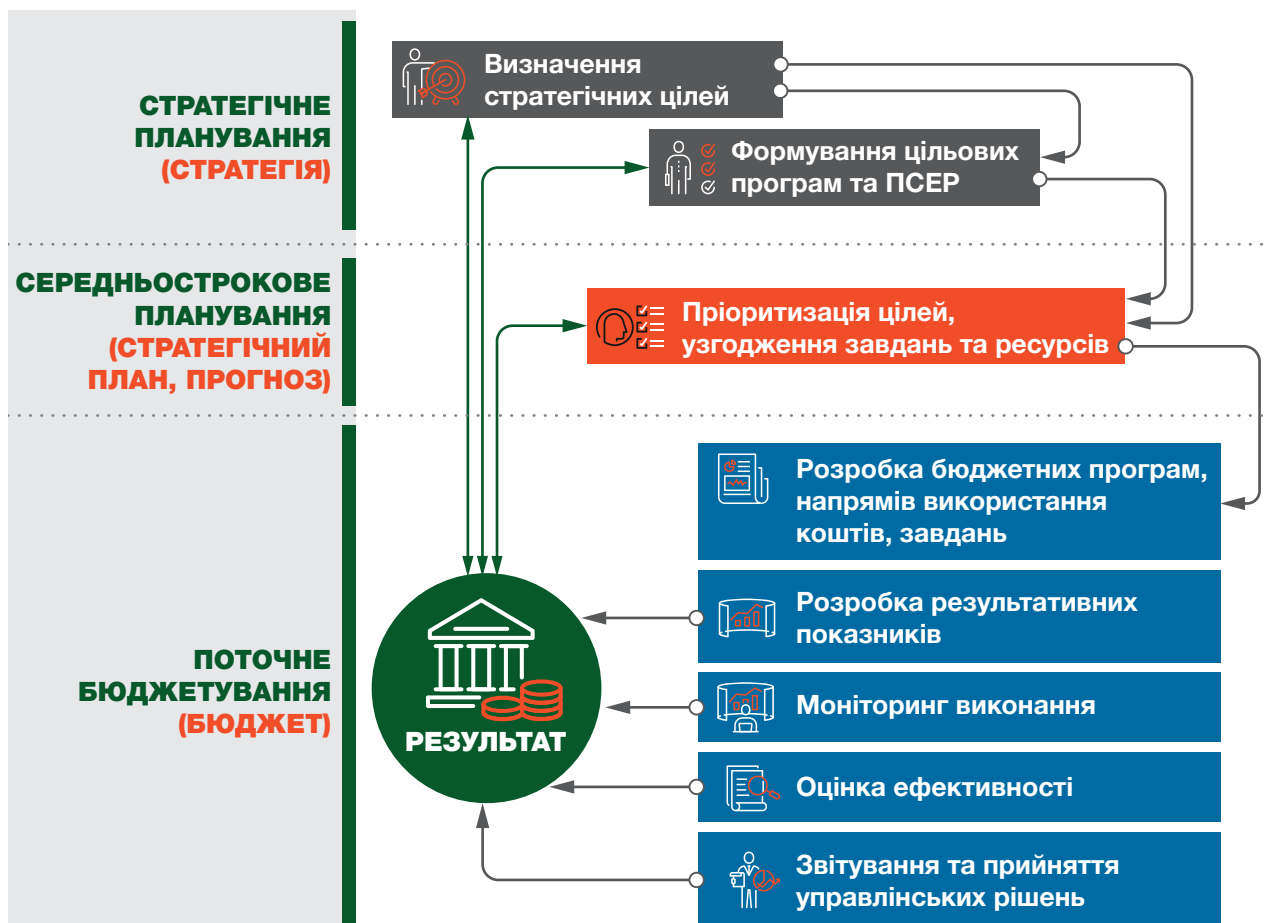 СТРАТЕГІЧНЕ
ПЛАНУВАННЯ
(СТРАТЕГІЯ)
Визначення
стратегічних цілей
Формування цільових
програм та ПСЕР
СЕРЕДНЬОСТРОКОВЕ
ПЛАНУВАННЯ
(СТРАТЕГІЧНИЙ
ПЛАН, ПРОГНОЗ)
Пріоритизація цілей,
узгодження завдань та ресурсів
ПОТОЧНЕ
БЮДЖЕТУВАННЯ
(БЮДЖЕТ)
РЕЗУЛЬТАТ
Розробка бюджетних програм,
напрямів використання
коштів, завдань
Розробка результативних
показників
Моніторинг виконання
Оцінка ефективності
Звітування та прийняття
управлінських рішень